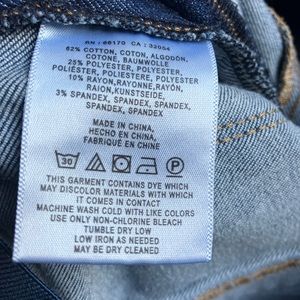 RN : 66170 CA : 32054
62% COTTON, COTON, ALGODÓN,
COTONE, BAUMWOLLE
25% POLYESTER, POLYESTER,
POLIÉSTER, POLIESTERE, POLYESTER
10% RAYON,RAYONNE,RAYÓN
RAION,KUNSTSEIDE,
3% SPANDEX, SPANDEX, SPANDEX,
SPANDEX, SPANDEX
MADE IN CHINA,
HECHO EN CHINA,
FABRIQUÉ EN CHINE
30 P
THIS GARMENT CONTAINS DYE WHICH
MAY DISCOLOR MATERIALS WITH WHICH
IT COMES IN CONTACT
MACHINE WASH COLD WITH LIKE COLORS
USE ONLY NON-CHLORINE BLEACH
TUMBLE DRY LOW
LOW IRON AS NEEDED
MAY BE DRY CLEANED